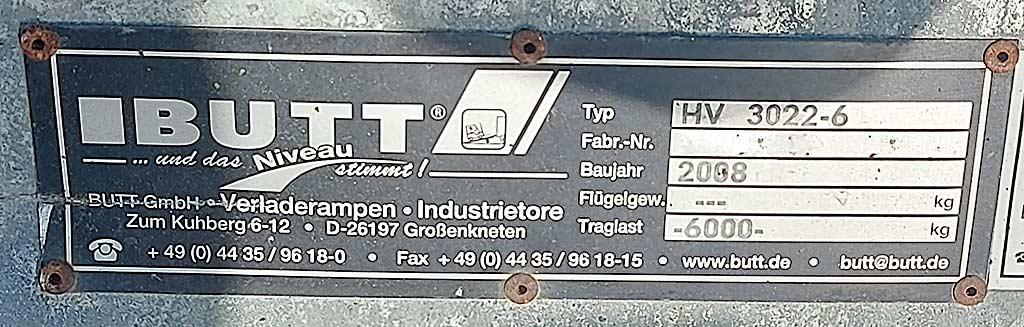 BUTT®
... und das Niveau stimmt!
BUTT GmbH • Verladerampen • Industrietore
Zum Kuhberg 6-12 • D-26197 Großenkneten
☎ + 49 (0) 44 35 / 96 18-0 • Fax + 49 (0) 44 35 / 96 18-15 • www.butt.de • butt@butt.de
Typ HV 3022-6
Fabr.-Nr.
Baujahr 2008
Flügelgew. --- kg
Traglast -6000- kg